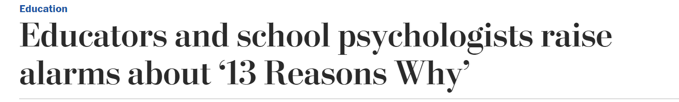 Education
Educators and school psychologists raise
alarms about ‘13 Reasons Why’